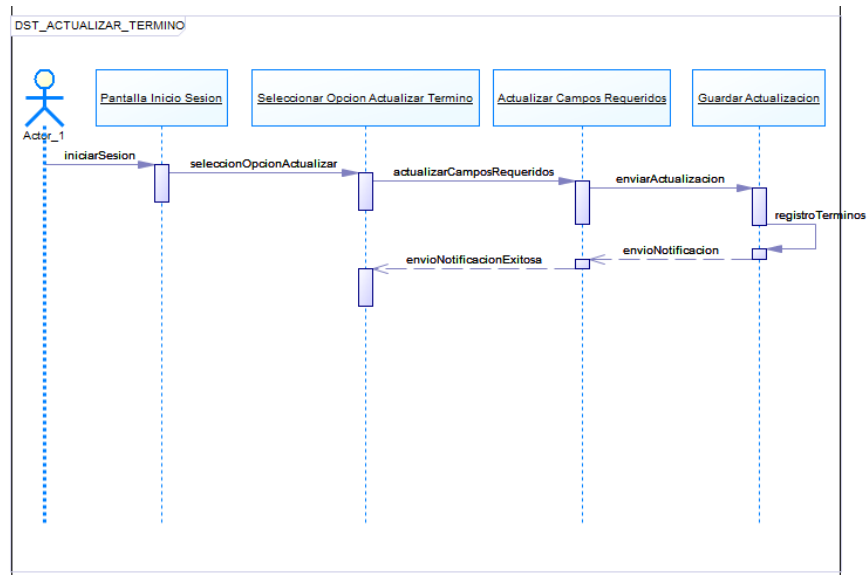 DST_ACTUALIZAR_TERMINO
Pantalla Inicio Sesion
Seleccionar Opcion Actualizar Termino
Actualizar Campos Requeridos
Guardar Actualizacion
Actor_1
iniciarSesion
seleccionOpcionActualizar
actualizarCamposRequeridos
enviarActualizacion
registroTerminos
envioNotificacion
envioNotificacionExitosa